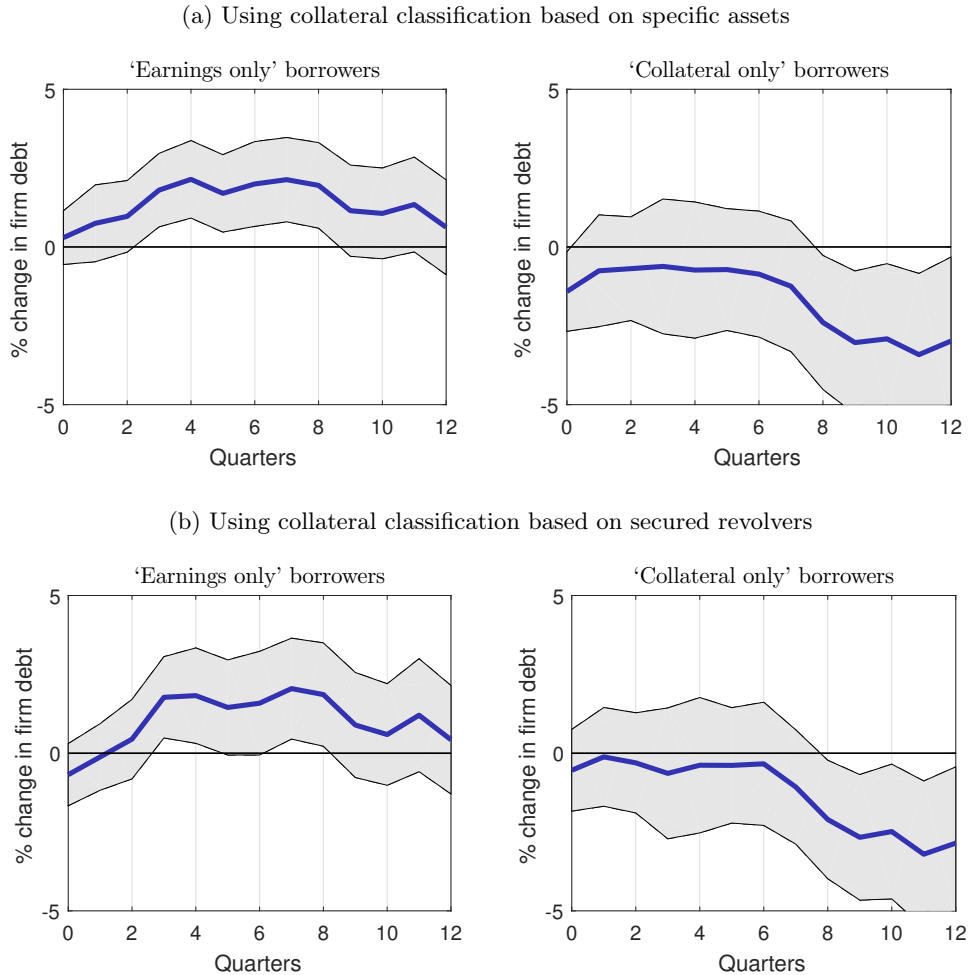 (a) Using collateral classification based on specific assets
‘Earnings only’ borrowers
5
0
-5
% change in firm debt
0 2 4 6 8 10 12
Quarters
‘Collateral only’ borrowers
5
0
-5
% change in firm debt
0 2 4 6 8 10 12
Quarters
(b) Using collateral classification based on secured revolvers
‘Earnings only’ borrowers
5
0
-5
% change in firm debt
0 2 4 6 8 10 12
Quarters
‘Collateral only’ borrowers
5
0
-5
% change in firm debt
0 2 4 6 8 10 12
Quarters